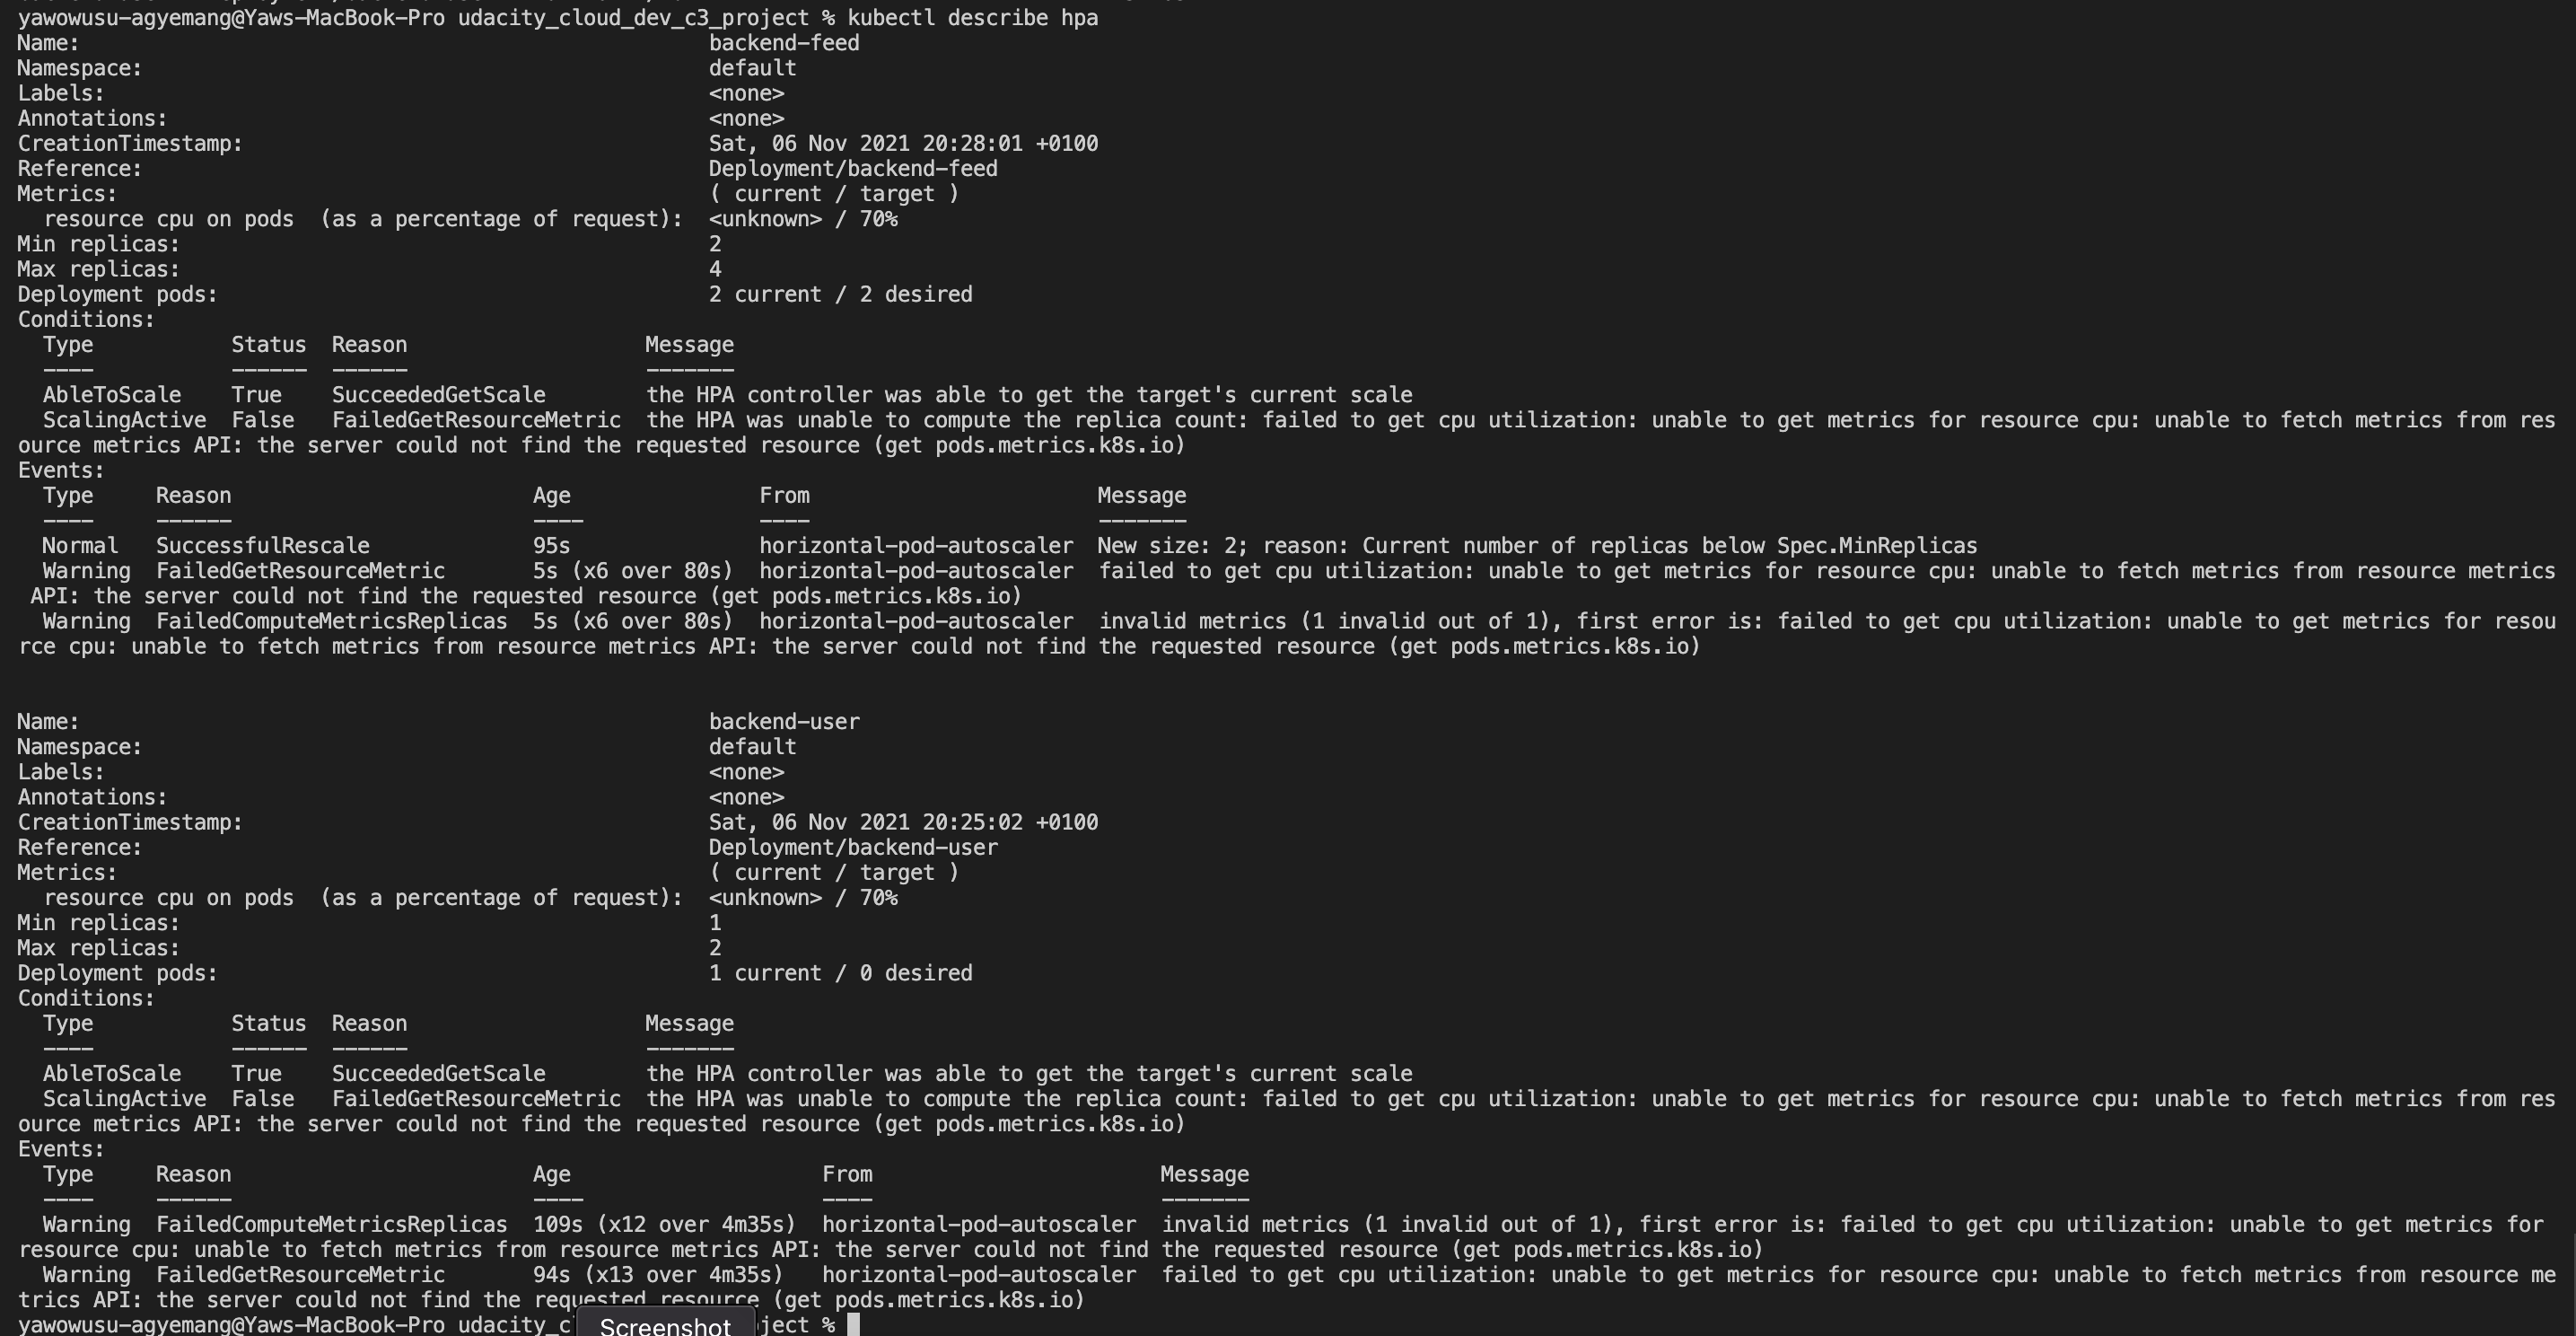 yawowusu-agyemang@Yaws-MacBook-Pro udacity_cloud_dev_c3_project % kubectl describe hpa
Name:                                                  backend-feed
Namespace:                                             default
Labels:                                                <none>
Annotations:                                           <none>
CreationTimestamp:                                     Sat, 06 Nov 2021 20:28:01 +0100
Reference:                                             Deployment/backend-feed
Metrics:                                               ( current / target )
  resource cpu on pods  (as a percentage of request):  <unknown> / 70%
Min replicas:                                          2
Max replicas:                                          4
Deployment pods:                                       2 current / 2 desired
Conditions:
  Type           Status  Reason                   Message
  ----           ------  ------                   -------
  AbleToScale    True    SucceededGetScale        the HPA controller was able to get the target's current scale
  ScalingActive  False   FailedGetResourceMetric  the HPA was unable to compute the replica count: failed to get cpu utilization: unable to get metrics for resource cpu: unable to fetch metrics from res
ource metrics API: the server could not find the requested resource (get pods.metrics.k8s.io)
Events:
  Type     Reason                        Age               From                       Message
  ----     ------                        ----              ----                       -------
  Normal   SuccessfulRescale             95s               horizontal-pod-autoscaler  New size: 2; reason: Current number of replicas below Spec.MinReplicas
  Warning  FailedGetResourceMetric       5s (x6 over 80s)  horizontal-pod-autoscaler  failed to get cpu utilization: unable to get metrics for resource cpu: unable to fetch metrics from resource metrics
 API: the server could not find the requested resource (get pods.metrics.k8s.io)
  Warning  FailedComputeMetricsReplicas  5s (x6 over 80s)  horizontal-pod-autoscaler  invalid metrics (1 invalid out of 1), first error is: failed to get cpu utilization: unable to get metrics for resou
rce cpu: unable to fetch metrics from resource metrics API: the server could not find the requested resource (get pods.metrics.k8s.io)
Name:                                                  backend-user
Namespace:                                             default
Labels:                                                <none>
Annotations:                                           <none>
CreationTimestamp:                                     Sat, 06 Nov 2021 20:25:02 +0100
Reference:                                             Deployment/backend-user
Metrics:                                               ( current / target )
  resource cpu on pods  (as a percentage of request):  <unknown> / 70%
Min replicas:                                          1
Max replicas:                                          2
Deployment pods:                                       1 current / 0 desired
Conditions:
  Type           Status  Reason                   Message
  ----           ------  ------                   -------
  AbleToScale    True    SucceededGetScale        the HPA controller was able to get the target's current scale
  ScalingActive  False   FailedGetResourceMetric  the HPA was unable to compute the replica count: failed to get cpu utilization: unable to get metrics for resource cpu: unable to fetch metrics from res
ource metrics API: the server could not find the requested resource (get pods.metrics.k8s.io)
Events:
  Type     Reason                        Age                    From                       Message
  ----     ------                        ----                   ----                       -------
  Warning  FailedComputeMetricsReplicas  109s (x12 over 4m35s)  horizontal-pod-autoscaler  invalid metrics (1 invalid out of 1), first error is: failed to get cpu utilization: unable to get metrics for
resource cpu: unable to fetch metrics from resource metrics API: the server could not find the requested resource (get pods.metrics.k8s.io)
  Warning  FailedGetResourceMetric       94s (x13 over 4m35s)   horizontal-pod-autoscaler  failed to get cpu utilization: unable to get metrics for resource cpu: unable to fetch metrics from resource me
trics API: the server could not find the requested resource (get pods.metrics.k8s.io)
yawowusu-agyemang@Yaws-MacBook-Pro udacity_c Screenshot ject %